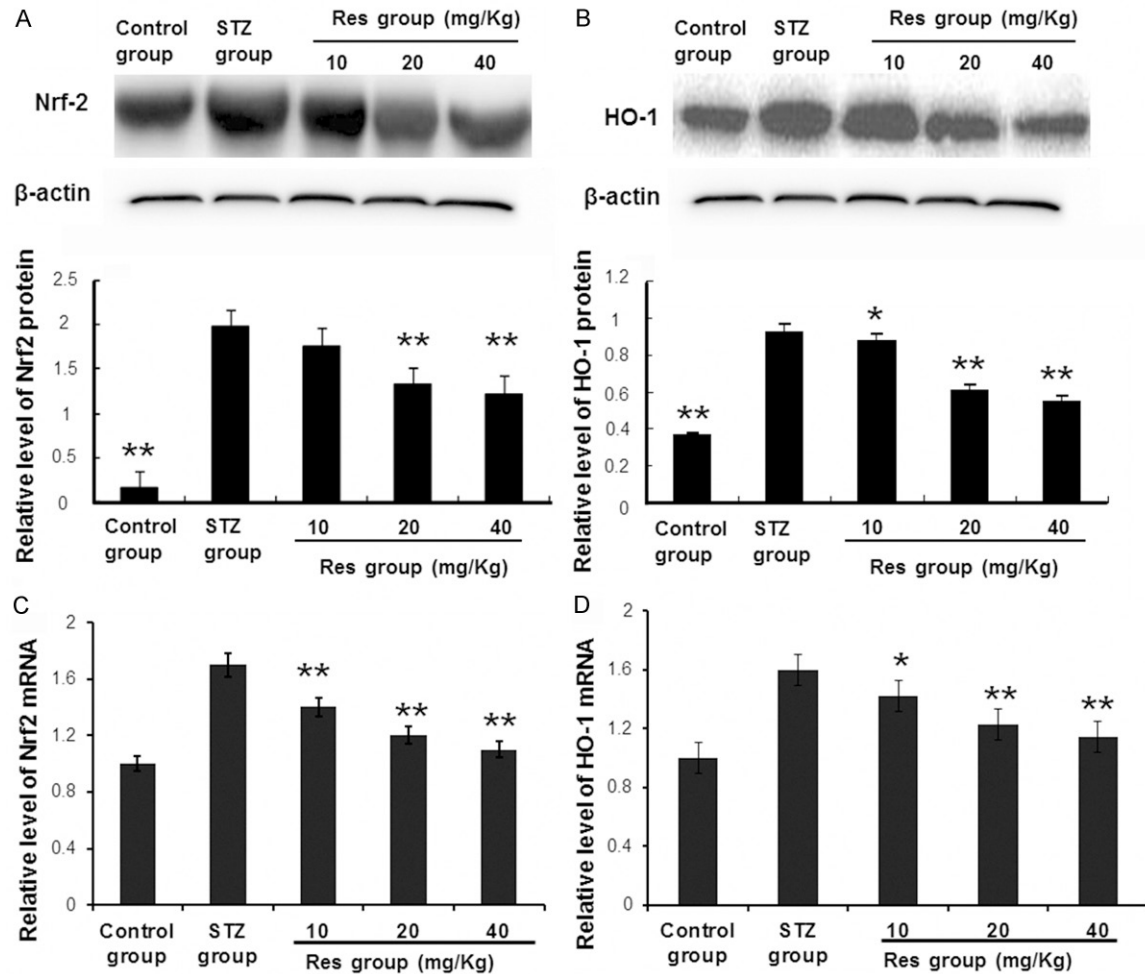 A
Control
group
STZ
group
Res group (mg/Kg)
10 20 40
Nrf-2
β-actin
Relative level of Nrf2 protein
2.5
2
1.5
1
0.5
0
**
**
**
Control
group
STZ
group
10 20 40
Res group (mg/Kg)
B
Control
group
STZ
group
Res group (mg/Kg)
10 20 40
HO-1
β-actin
Relative level of HO-1 protein
1.2
1
0.8
0.6
0.4
0.2
0
**
*
**
**
Control
group
STZ
group
10 20 40
Res group (mg/Kg)
C
Relative level of Nrf2 mRNA
2
1.6
1.2
0.8
0.4
0
**
**
**
Control
group
STZ
group
10 20 40
Res group (mg/Kg)
D
Relative level of HO-1 mRNA
2
1.6
1.2
0.8
0.4
0
*
**
**
Control
group
STZ
group
10 20 40
Res group (mg/Kg)